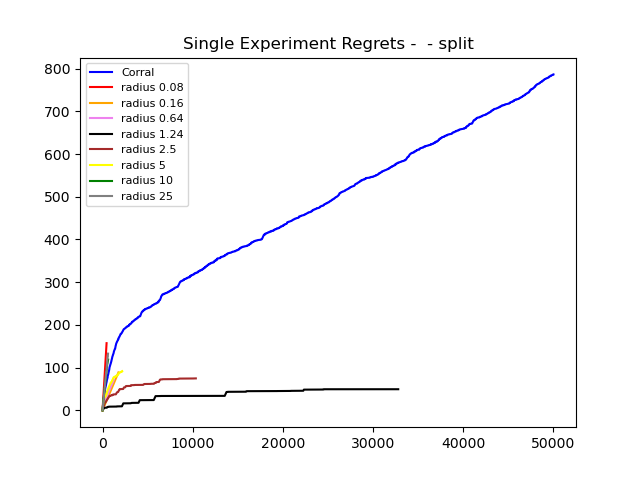 Single Experiment Regrets -  - split
Corral
radius 0.08
radius 0.16
radius 0.64
radius 1.24
radius 2.5
radius 5
radius 10
radius 25
800
700
600
500
400
300
200
100
0
0 10000 20000 30000 40000 50000